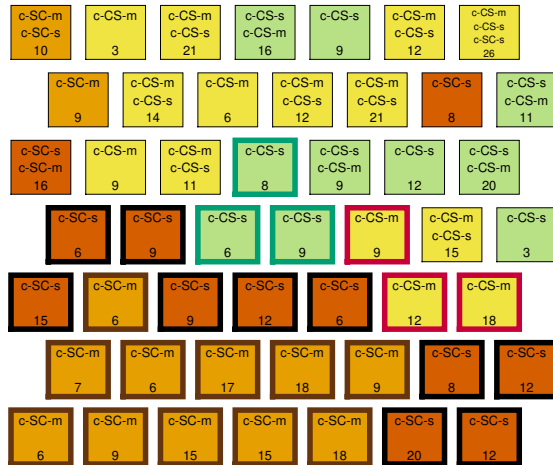 c-SC-m c-CS-m c-CS-m c-CS-m c-CS-s c-CS-m c-CS-m
c-SC-s c-CS-s c-CS-s c-CS-s c-CS-s
c-SC-s
10 3 21 16 9 12 26
c-SC-m c-CS-m c-CS-m c-CS-m c-CS-m c-SC-s c-CS-s
c-CS-s c-CS-s c-CS-s c-CS-m
9 14 6 12 21 8 11
c-SC-s c-CS-m c-CS-m c-CS-s c-CS-s c-CS-s c-CS-s
c-SC-m c-CS-s c-CS-m c-CS-m
16 9 11 8 9 12 20
c-SC-s c-SC-s c-CS-s c-CS-s c-CS-m c-CS-m c-CS-s
c-CS-s
6 9 6 9 9 15 3
c-SC-s c-SC-m c-SC-s c-SC-s c-SC-s c-CS-m c-CS-m
15 6 9 12 6 12 18
c-SC-m c-SC-m c-SC-m c-SC-m c-SC-m c-SC-s c-SC-s
7 6 17 18 9 8 12
c-SC-m c-SC-m c-SC-m c-SC-m c-SC-m c-SC-s c-SC-s
6 9 15 15 18 20 12